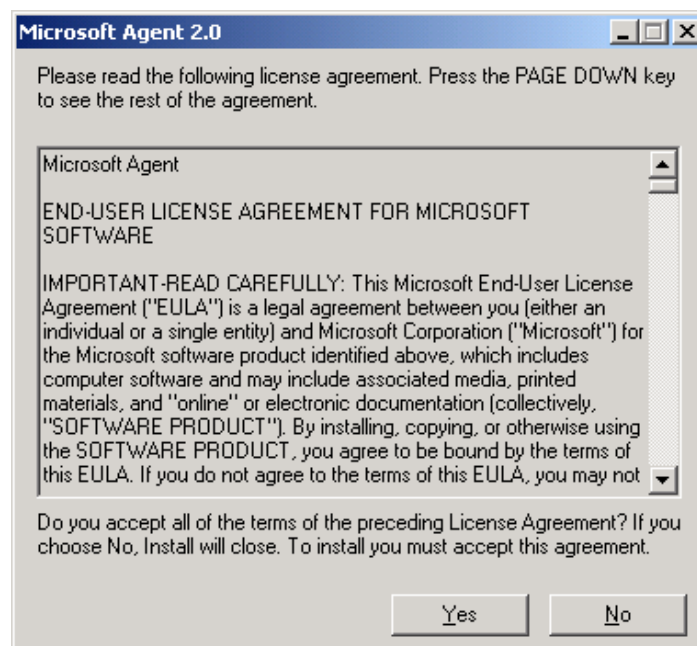 Microsoft Agent 2.0
Please read the following license agreement. Press the PAGE DOWN key
to see the rest of the agreement.
Microsoft Agent
END-USER LICENSE AGREEMENT FOR MICROSOFT
SOFTWARE
IMPORTANT-READ CAREFULLY: This Microsoft End-User License
Agreement ("EULA") is a legal agreement between you (either an
individual or a single entity) and Microsoft Corporation ("Microsoft") for
the Microsoft software product identified above, which includes
computer software and may include associated media, printed
materials, and "online" or electronic documentation (collectively,
"SOFTWARE PRODUCT"). By installing, copying, or otherwise using
the SOFTWARE PRODUCT, you agree to be bound by the terms of
this EULA. If you do not agree to the terms of this EULA, you may not
Do you accept all of the terms of the preceding License Agreement? If you
choose No, Install will close. To install you must accept this agreement.
Yes No